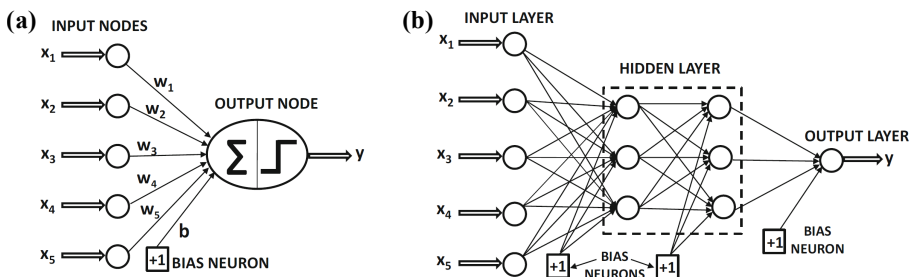 (a)
INPUT NODES
x1
x2
x3
x4
x5
w1
w2
w3
w4
w5
b
OUTPUT NODE
Σ
y
+1 BIAS NEURON
(b)
INPUT LAYER
x1
x2
x3
x4
x5
HIDDEN LAYER
OUTPUT LAYER
y
+1
BIAS
NEURONS
+1
+1
BIAS
NEURON